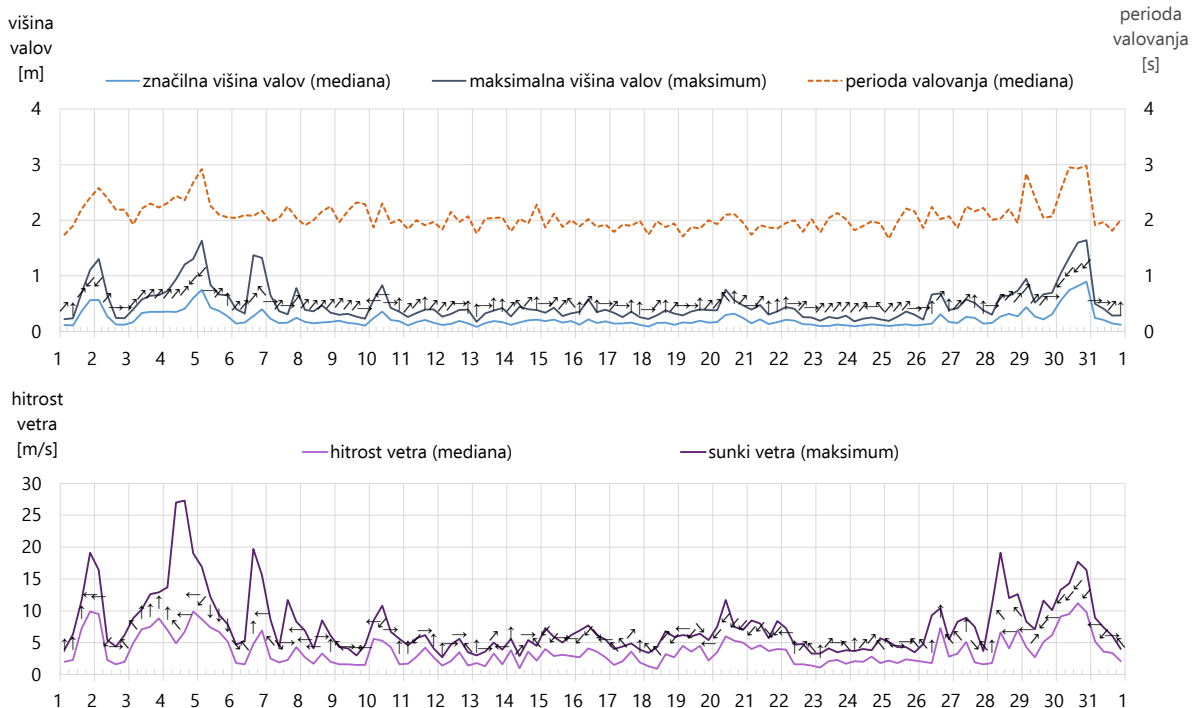 višina
valov
[m]
perioda
valovanja
[s]
značilna višina valov (mediana)
maksimalna višina valov (maksimum)
perioda valovanja (mediana)
4 4
3 3
2 2
1 1
0 0
1 2 3 4 5 6 7 8 9 10 11 12 13 14 15 16 17 18 19 20 21 22 23 24 25 26 27 28 29 30 31 1
hitrost
vetra
[m/s]
hitrost vetra (mediana)
sunki vetra (maksimum)
30
25
20
15
10
5
0
1 2 3 4 5 6 7 8 9 10 11 12 13 14 15 16 17 18 19 20 21 22 23 24 25 26 27 28 29 30 31 1